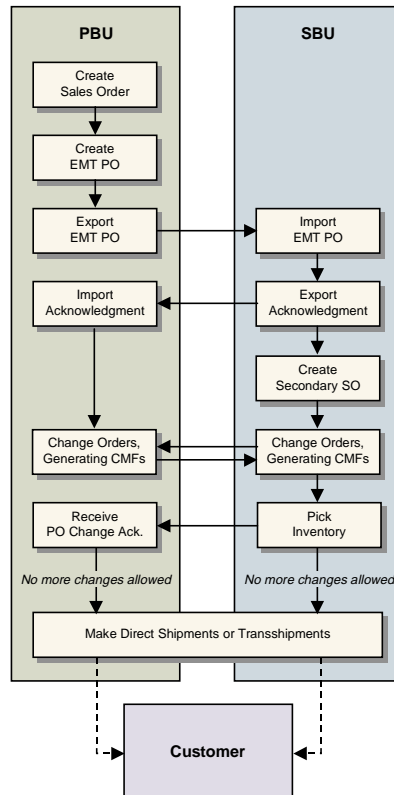 PBU
SBU
Create
Sales Order
Create
EMT PO
Export
EMT PO
Import
EMT PO
Import
Acknowledgment
Export
Acknowledgment
Create
Secondary SO
Change Orders,
Generating CMFs
Change Orders,
Generating CMFs
Receive
PO Change Ack.
Pick
Inventory
No more changes allowed
No more changes allowed
Make Direct Shipments or Transshipments
Customer